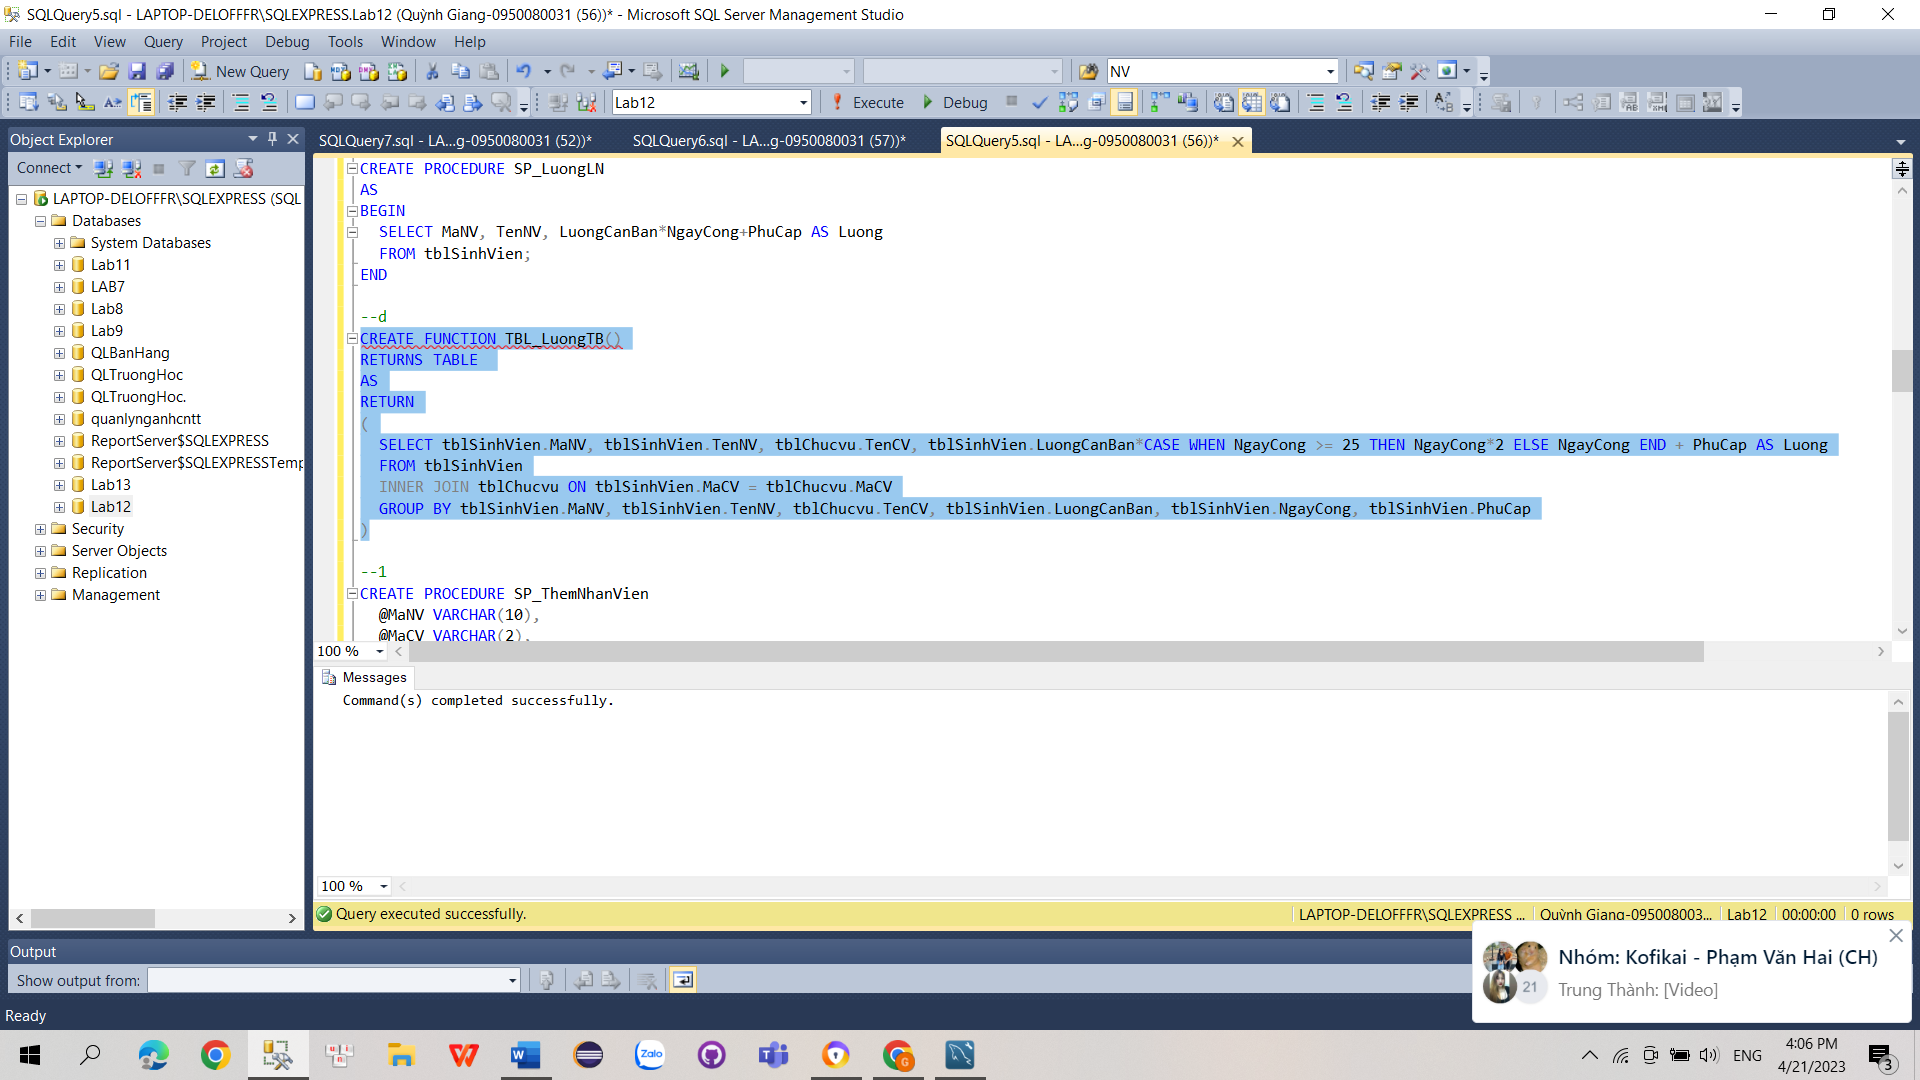 SQLQuery5.sql - LAPTOP-DELOFFFR\SQLEXPRESS.Lab12 (Quỳnh Giang-0950080031 (56))* - Microsoft SQL Server Management Studio
File Edit View Query Project Debug Tools Window Help
New Query
NV
Lab12
Execute
Debug
Object Explorer
Connect
LAPTOP-DELOFFFR\SQLEXPRESS (SQL
Databases
System Databases
Lab11
LAB7
Lab8
Lab9
QLBanHang
QLTruongHoc
QLTruongHoc.
quanlynganhcntt
ReportServer$SQLEXPRESS
ReportServer$SQLEXPRESSTemp
Lab13
Lab12
Security
Server Objects
Replication
Management
SQLQuery7.sql - LA...g-0950080031 (52))*
SQLQuery6.sql - LA...g-0950080031 (57))*
SQLQuery5.sql - LA...g-0950080031 (56))*
CREATE PROCEDURE SP_LuongLN
AS
BEGIN
SELECT MaNV, TenNV, LuongCanBan*NgayCong+PhuCap AS Luong
FROM tblSinhVien;
END
--d
CREATE FUNCTION TBL_LuongTB()
RETURNS TABLE
AS
RETURN
(
SELECT tblSinhVien.MaNV, tblSinhVien.TenNV, tblChucvu.TenCV, tblSinhVien.LuongCanBan*CASE WHEN NgayCong >= 25 THEN NgayCong*2 ELSE NgayCong END + PhuCap AS Luong
FROM tblSinhVien
INNER JOIN tblChucvu ON tblSinhVien.MaCV = tblChucvu.MaCV
GROUP BY tblSinhVien.MaNV, tblSinhVien.TenNV, tblChucvu.TenCV, tblSinhVien.LuongCanBan, tblSinhVien.NgayCong, tblSinhVien.PhuCap
)
--1
CREATE PROCEDURE SP_ThemNhanVien
@MaNV VARCHAR(10),
@MaCV VARCHAR(2),
100 %
Messages
Command(s) completed successfully.
100 %
Query executed successfully.
LAPTOP-DELOFFFR\SQLEXPRESS ...
Quỳnh Giang-095008003...
Lab12
00:00:00
0 rows
Output
Show output from:
Nhóm: Kofikai - Phạm Văn Hai (CH)
21
Trung Thành: [Video]
Ready
Zalo
ENG
4:06 PM
4/21/2023
3